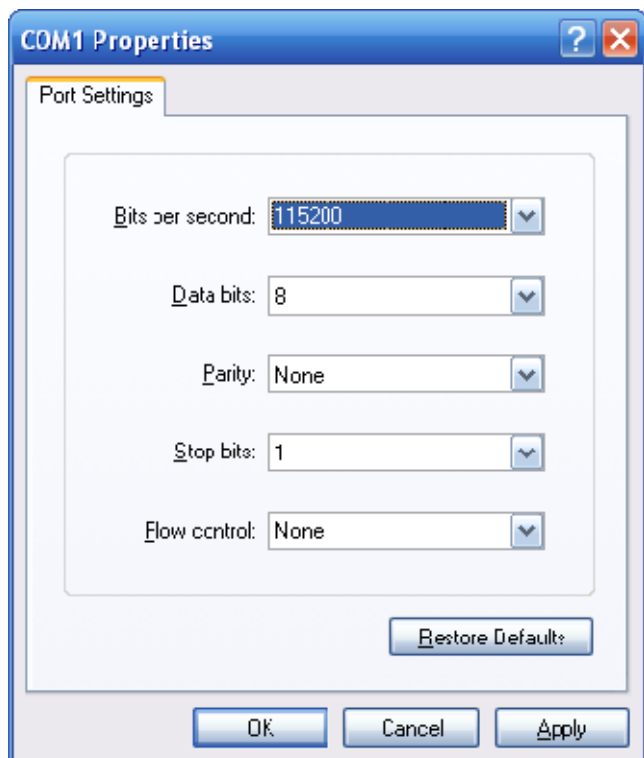 COM1 Properties
Port Settings
Bits per second: 115200
Data bits: 8
Parity: None
Stop bits: 1
Flow control: None
Restore Defaults
OK Cancel Apply